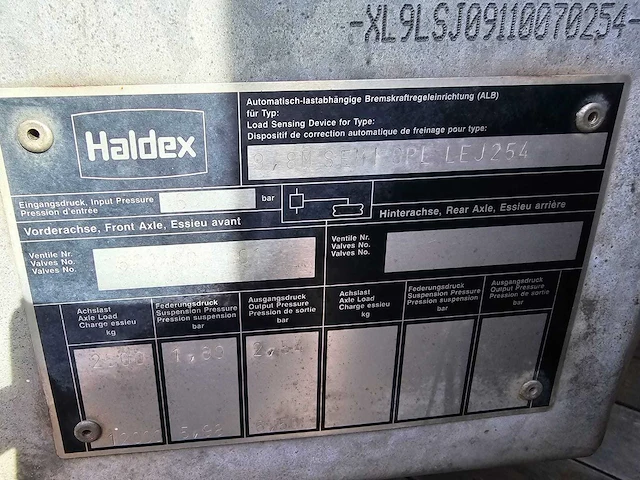 -XL9LSJ09110070254-
Haldex
Automatisch-lastabhängige Bremskraftregeleinrichtung (ALB)
für Typ:
Load Sensing Device for Type:
Dispositif de correction automatique de freinage pour type:
LEJ254
Eingangsdruck, Input Pressure
Pression d'entrée
bar
Vorderachse, Front Axle, Essieu avant
Hinterachse, Rear Axle, Essieu arrière
Ventile Nr.
Valves No.
Valves No.
Ventile Nr.
Valves No.
Valves No.
Achslast
Axle Load
Charge essieu
kg
Federungsdruck
Suspension Pressure
Pression suspension
bar
Ausgangsdruck
Output Pressure
Pression de sortie
bar
Achslast
Axle Load
Charge essieu
kg
Federungsdruck
Suspension Pressure
Pression suspension
bar
Ausgangsdruck
Output Pressure
Pression de sortie
bar